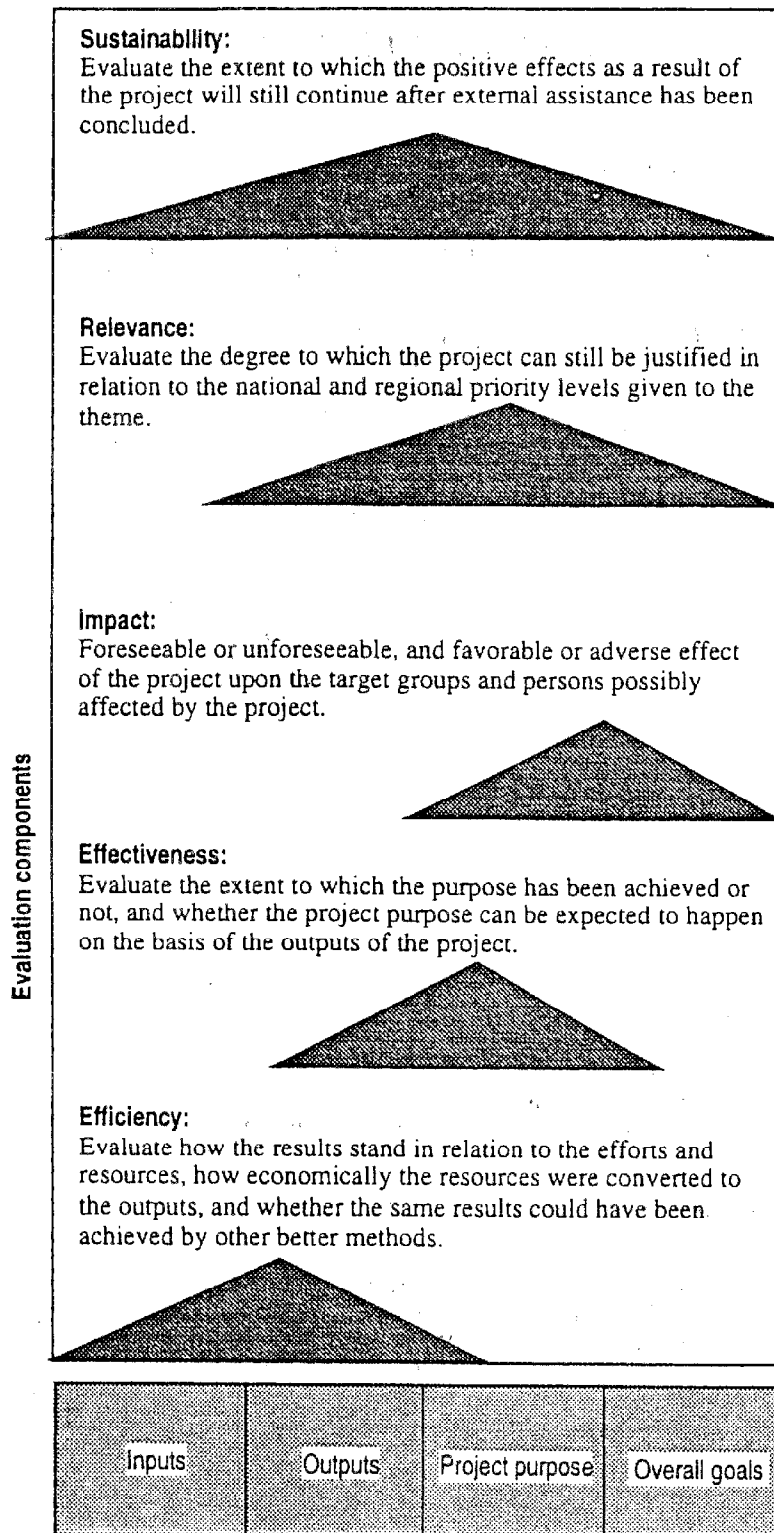 Sustainability:
Evaluate the extent to which the positive effects as a result of
the project will still continue after external assistance has been
concluded.
Relevance:
Evaluate the degree to which the project can still be justified in
relation to the national and regional priority levels given to the
theme.
Impact:
Foreseeable or unforeseeable, and favorable or adverse effect
of the project upon the target groups and persons possibly
affected by the project.
Evaluation components
Effectiveness:
Evaluate the extent to which the purpose has been achieved or
not, and whether the project purpose can be expected to happen
on the basis of the outputs of the project.
Efficiency:
Evaluate how the results stand in relation to the efforts and
resources, how economically the resources were converted to
the outputs, and whether the same results could have been
achieved by other better methods.
Inputs
Outputs
Project purpose
Overall goals